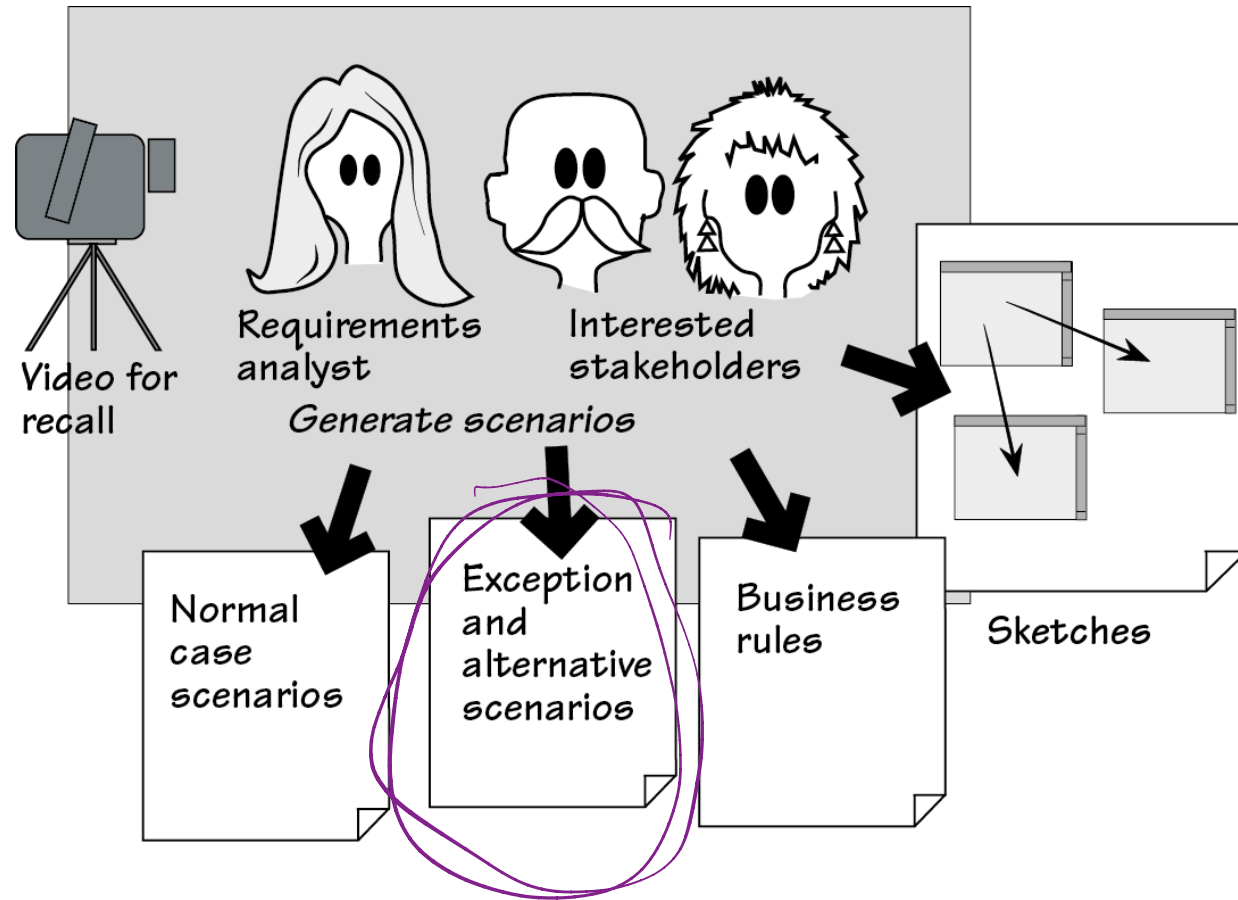 Requirements
analyst
Interested
stakeholders
Video for
recall
Generate scenarios
Normal
case
scenarios
Exception
and
alternative
scenarios
Business
rules
Sketches